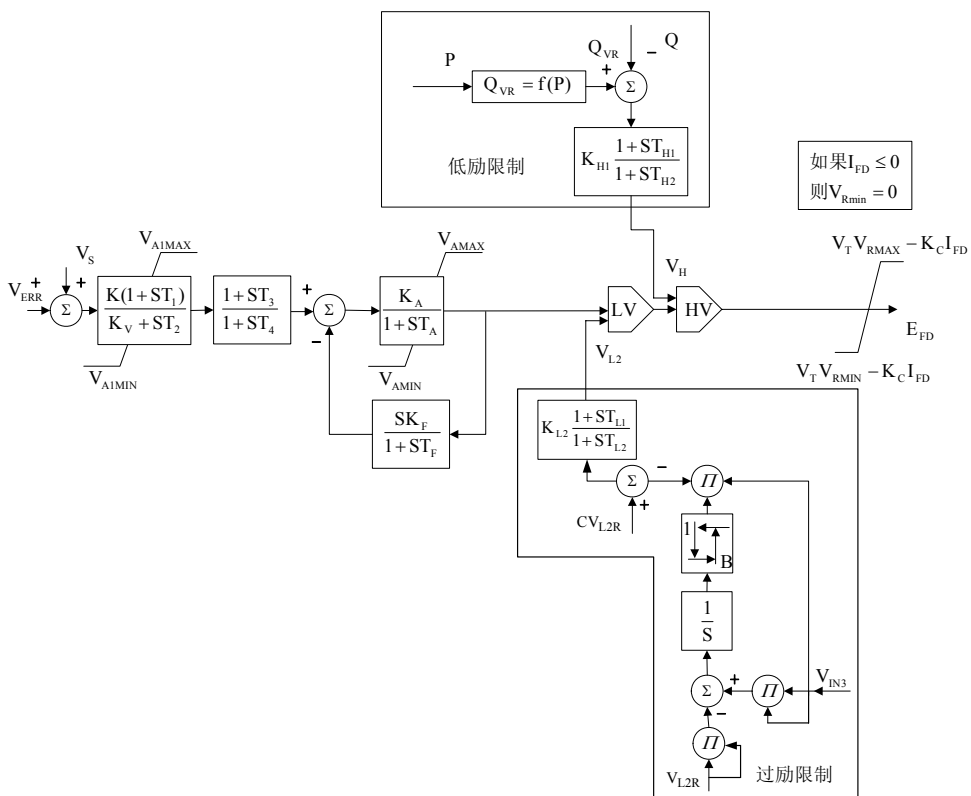 P
Q_VR
Q
+
−
Q_VR = f(P)
Σ
低励限制
K_H1 (1+ST_H1)/(1+ST_H2)
如果I_FD ≤ 0
则V_Rmin = 0
V_ERR
+
V_S
+
Σ
V_A1MAX
K(1+ST_1)/(K_V+ST_2)
V_A1MIN
(1+ST_3)/(1+ST_4)
+
Σ
−
V_AMAX
K_A/(1+ST_A)
V_AMIN
SK_F/(1+ST_F)
LV
V_H
HV
V_L2
V_T V_RMAX − K_C I_FD
E_FD
V_T V_RMIN − K_C I_FD
K_L2 (1+ST_L1)/(1+ST_L2)
Σ
−
+
Π
CV_L2R
1
B
1/S
Σ
+
Π
V_IN3
−
Π
V_L2R
过励限制